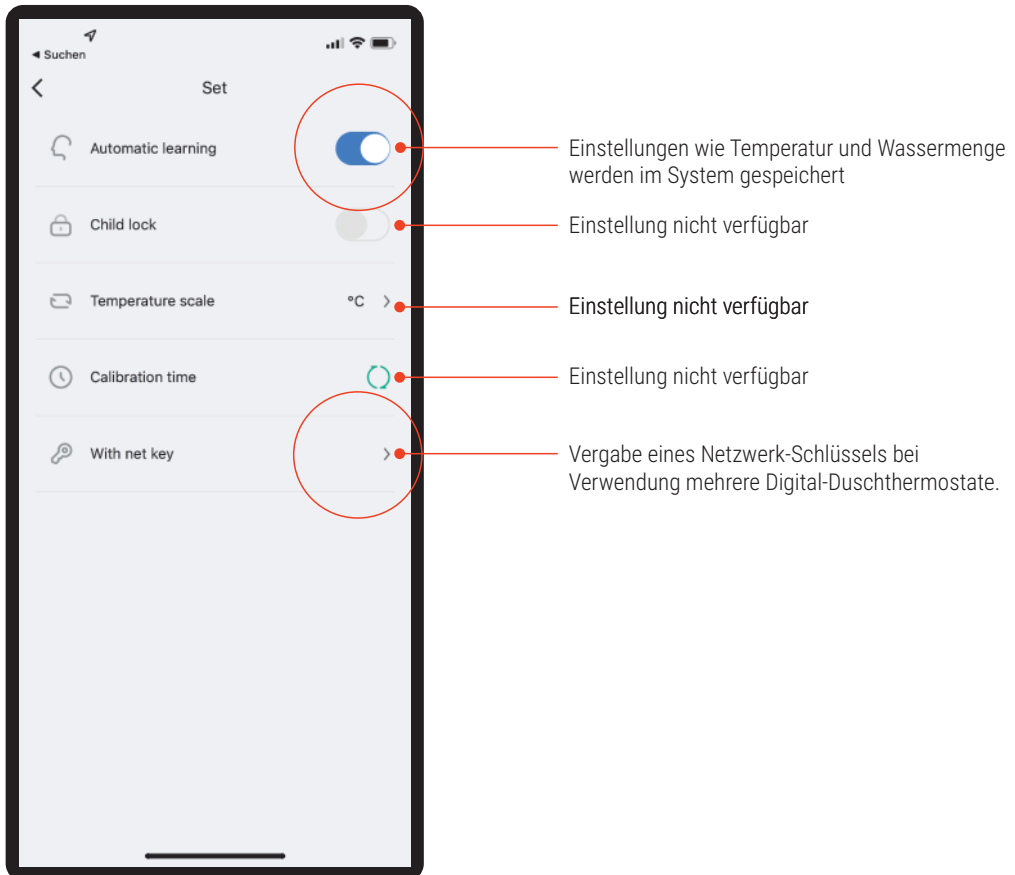 ◄ Suchen
Set
Automatic learning
Einstellungen wie Temperatur und Wassermenge
werden im System gespeichert
Child lock
Einstellung nicht verfügbar
Temperature scale
°C
Einstellung nicht verfügbar
Calibration time
Einstellung nicht verfügbar
With net key
Vergabe eines Netzwerk-Schlüssels bei
Verwendung mehrere Digital-Duschthermostate.